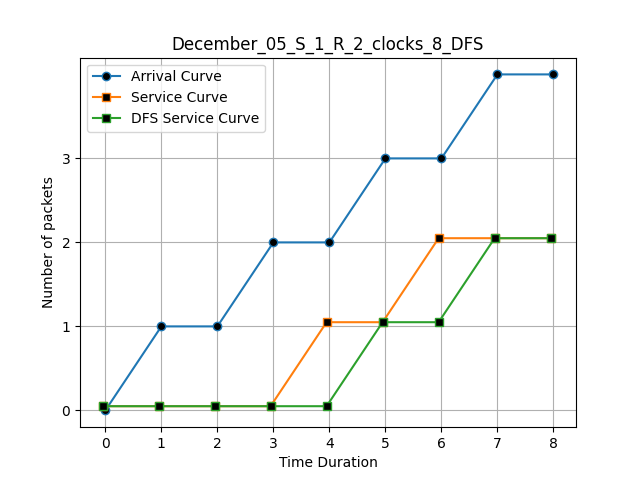 December_05_S_1_R_2_clocks_8_DFS
Arrival Curve
Service Curve
DFS Service Curve
Number of packets
3
2
1
0
0 1 2 3 4 5 6 7 8
Time Duration